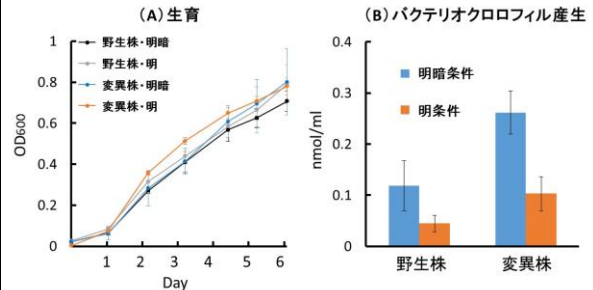 (A)生育
1
0.8
0.6
0.4
0.2
0
OD600
野生株・明暗
野生株・明
変異株・明暗
変異株・明
1 2 3 4 5 6
Day
(B)バクテリオクロロフィル産生
0.4
0.3
0.2
0.1
0
nmol/ml
明暗条件
明条件
野生株 変異株